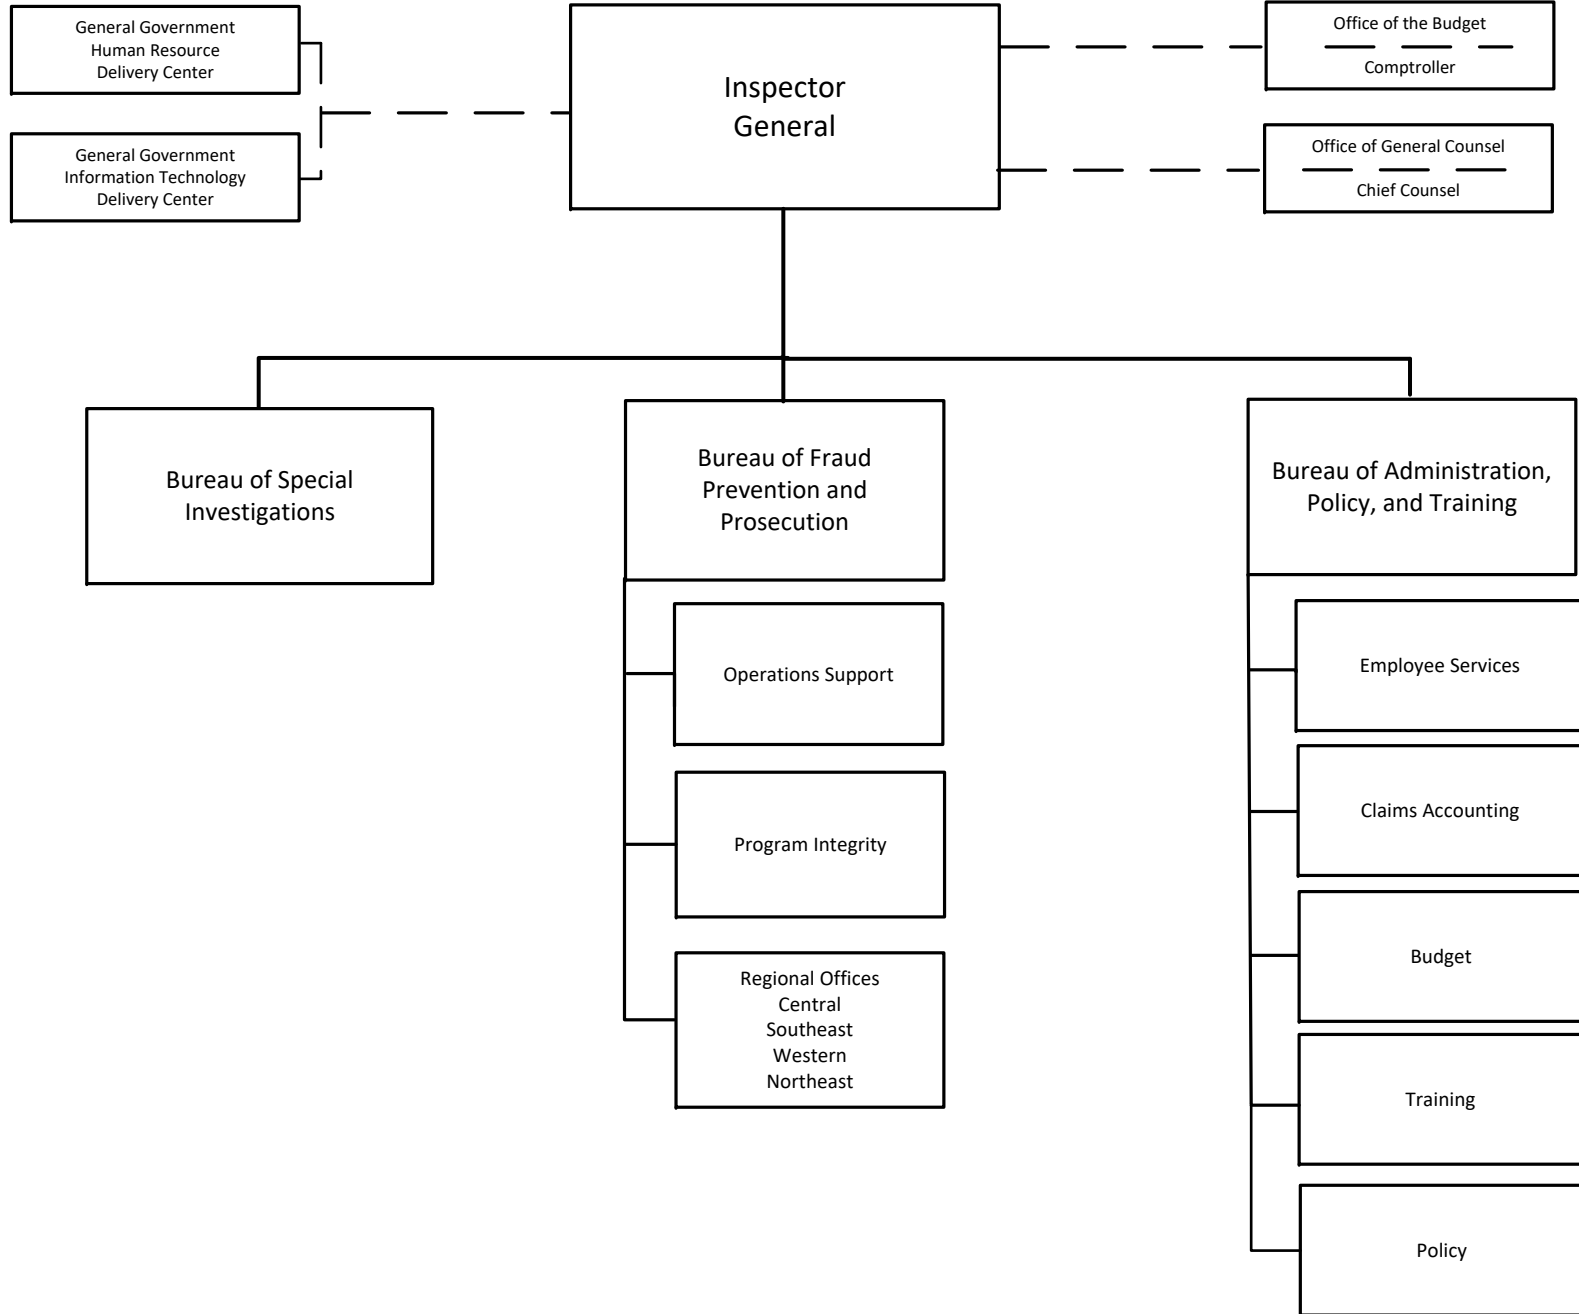 General Government
Human Resource
Delivery Center
General Government
Information Technology
Delivery Center
Inspector
General
Office of the Budget
Comptroller
Office of General Counsel
Chief Counsel
Bureau of Special
Investigations
Bureau of Fraud
Prevention and
Prosecution
Operations Support
Program Integrity
Regional Offices
Central
Southeast
Western
Northeast
Bureau of Administration,
Policy, and Training
Employee Services
Claims Accounting
Budget
Training
Policy